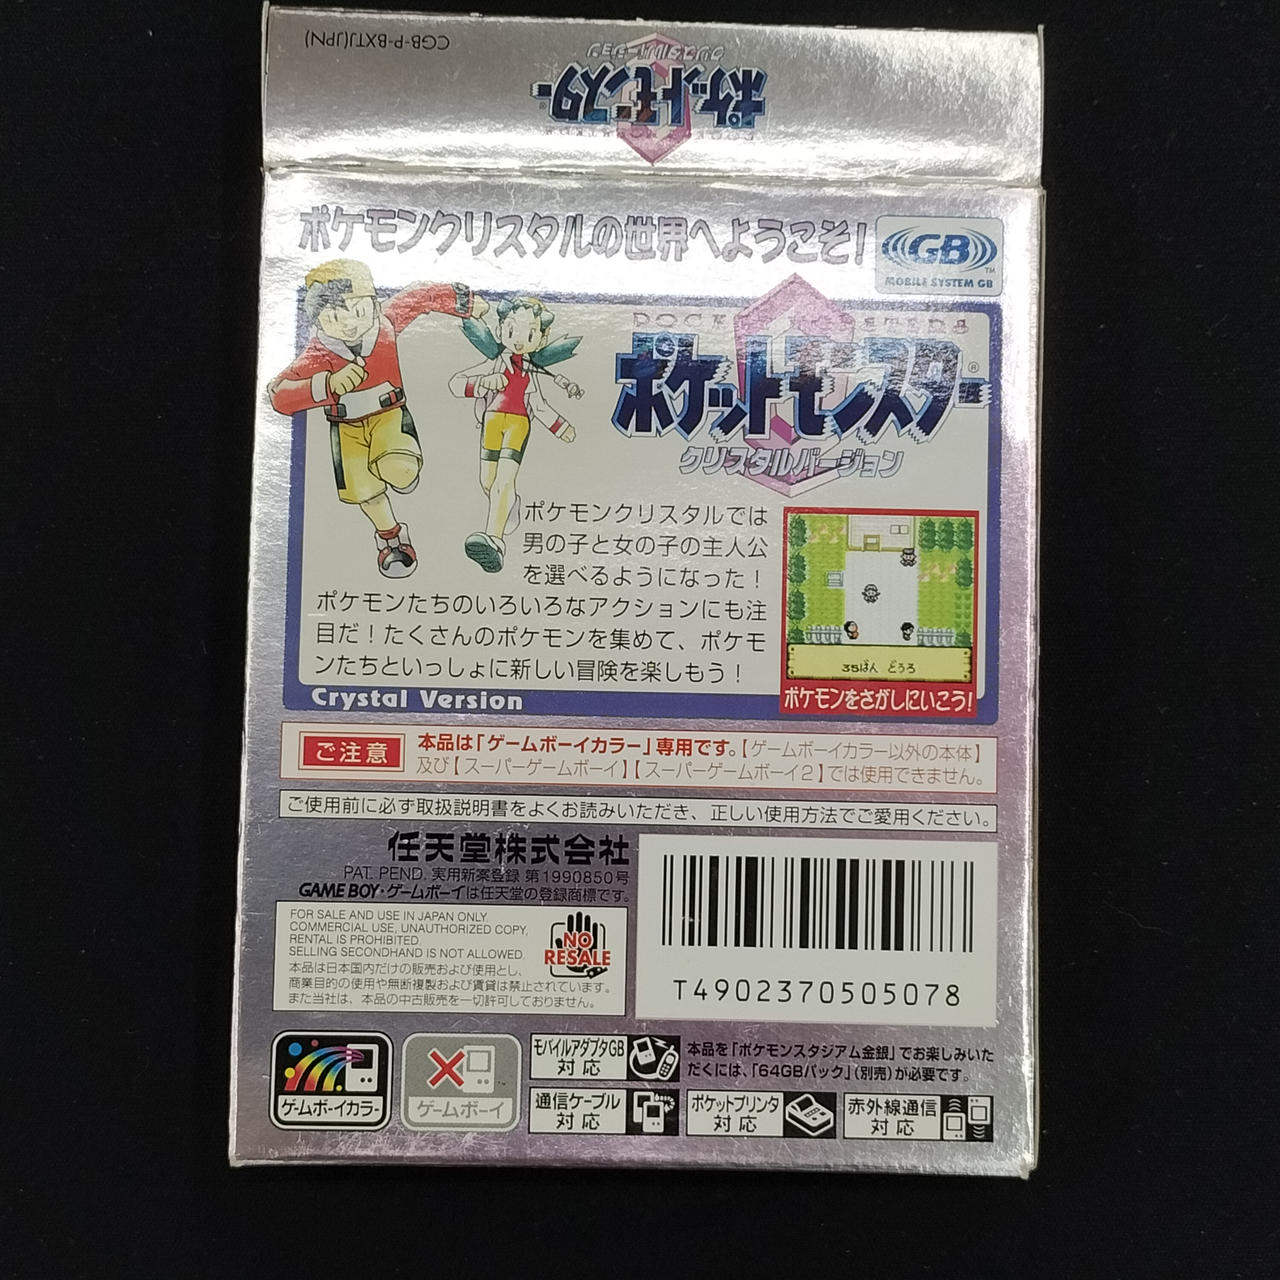 CGB-P-BXTJ(JPN)
ポケットモンスター
クリスタルバージョン
ポケモンクリスタルの世界へようこそ!
GB™
MOBILE SYSTEM GB
ポケットモンスター®
クリスタルバージョン
ポケモンクリスタルでは
男の子と女の子の主人公
を選べるようになった!
ポケモンたちのいろいろなアクションにも注
目だ!たくさんのポケモンを集めて、ポケモ
ンたちといっしょに新しい冒険を楽しもう!
35ばん どうろ
ポケモンをさがしにいこう!
Crystal Version
ご注意
本品は「ゲームボーイカラー」専用です。【ゲームボーイカラー以外の本体】
及び【スーパーゲームボーイ】【スーパーゲームボーイ2】では使用できません。
ご使用前に必ず取扱説明書をよくお読みいただき、正しい使用方法でご愛用ください。
任天堂株式会社
PAT. PEND. 実用新案登録 第1990850号
GAME BOY・ゲームボーイは任天堂の登録商標です。
FOR SALE AND USE IN JAPAN ONLY.
COMMERCIAL USE, UNAUTHORIZED COPY,
RENTAL IS PROHIBITED.
SELLING SECONDHAND IS NOT ALLOWED.
本品は日本国内だけの販売および使用とし、
商業目的の使用や無断複製および賃貸は禁止されています。
また当社は、本品の中古販売を一切許可しておりません。
NO
RESALE
T4902370505078
ゲームボーイカラー
ゲームボーイ
モバイルアダプタGB
対応
本品を「ポケモンスタジアム金銀」でお楽しみいた
だくには、「64GBパック」(別売)が必要です。
通信ケーブル
対応
ポケットプリンタ
対応
赤外線通信
対応